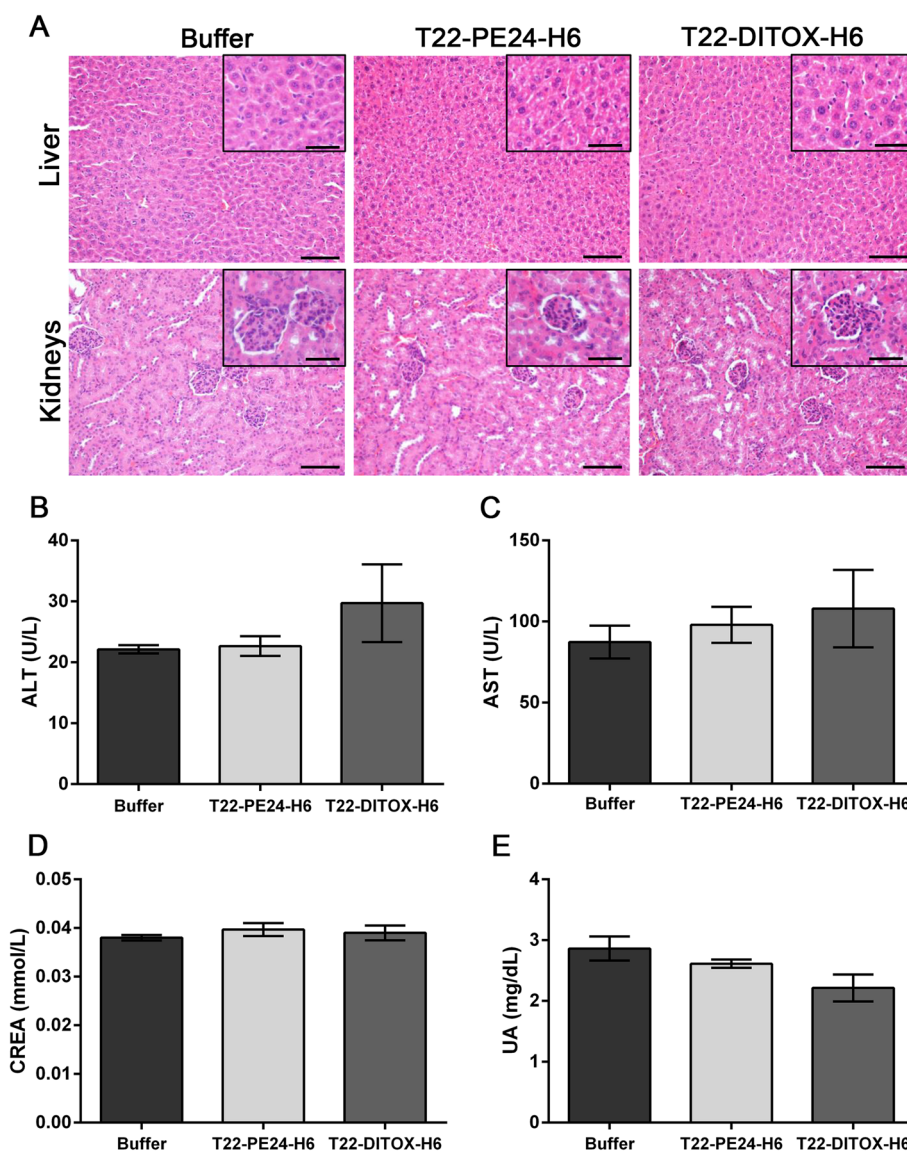 A
Buffer T22-PE24-H6 T22-DITOX-H6
Liver
Kidneys
B
ALT (U/L)
40
30
20
10
0
Buffer T22-PE24-H6 T22-DITOX-H6
C
AST (U/L)
150
100
50
0
Buffer T22-PE24-H6 T22-DITOX-H6
D
CREA (mmol/L)
0.05
0.04
0.03
0.02
0.01
0.00
Buffer T22-PE24-H6 T22-DITOX-H6
E
UA (mg/dL)
4
3
2
1
0
Buffer T22-PE24-H6 T22-DITOX-H6